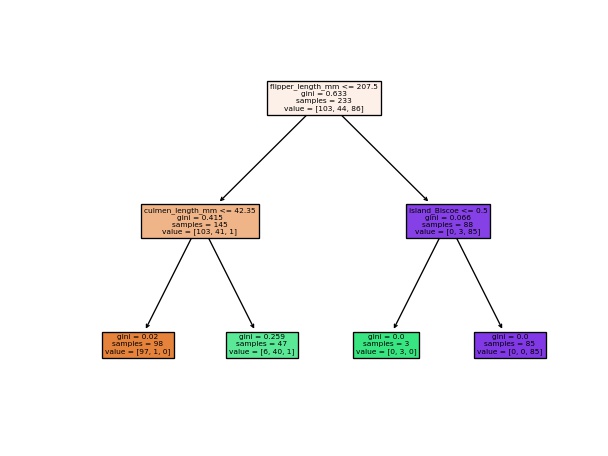 flipper_length_mm <= 207.5
gini = 0.633
samples = 233
value = [103, 44, 86]
culmen_length_mm <= 42.35
gini = 0.415
samples = 145
value = [103, 41, 1]
island_Biscoe <= 0.5
gini = 0.066
samples = 88
value = [0, 3, 85]
gini = 0.02
samples = 98
value = [97, 1, 0]
gini = 0.259
samples = 47
value = [6, 40, 1]
gini = 0.0
samples = 3
value = [0, 3, 0]
gini = 0.0
samples = 85
value = [0, 0, 85]